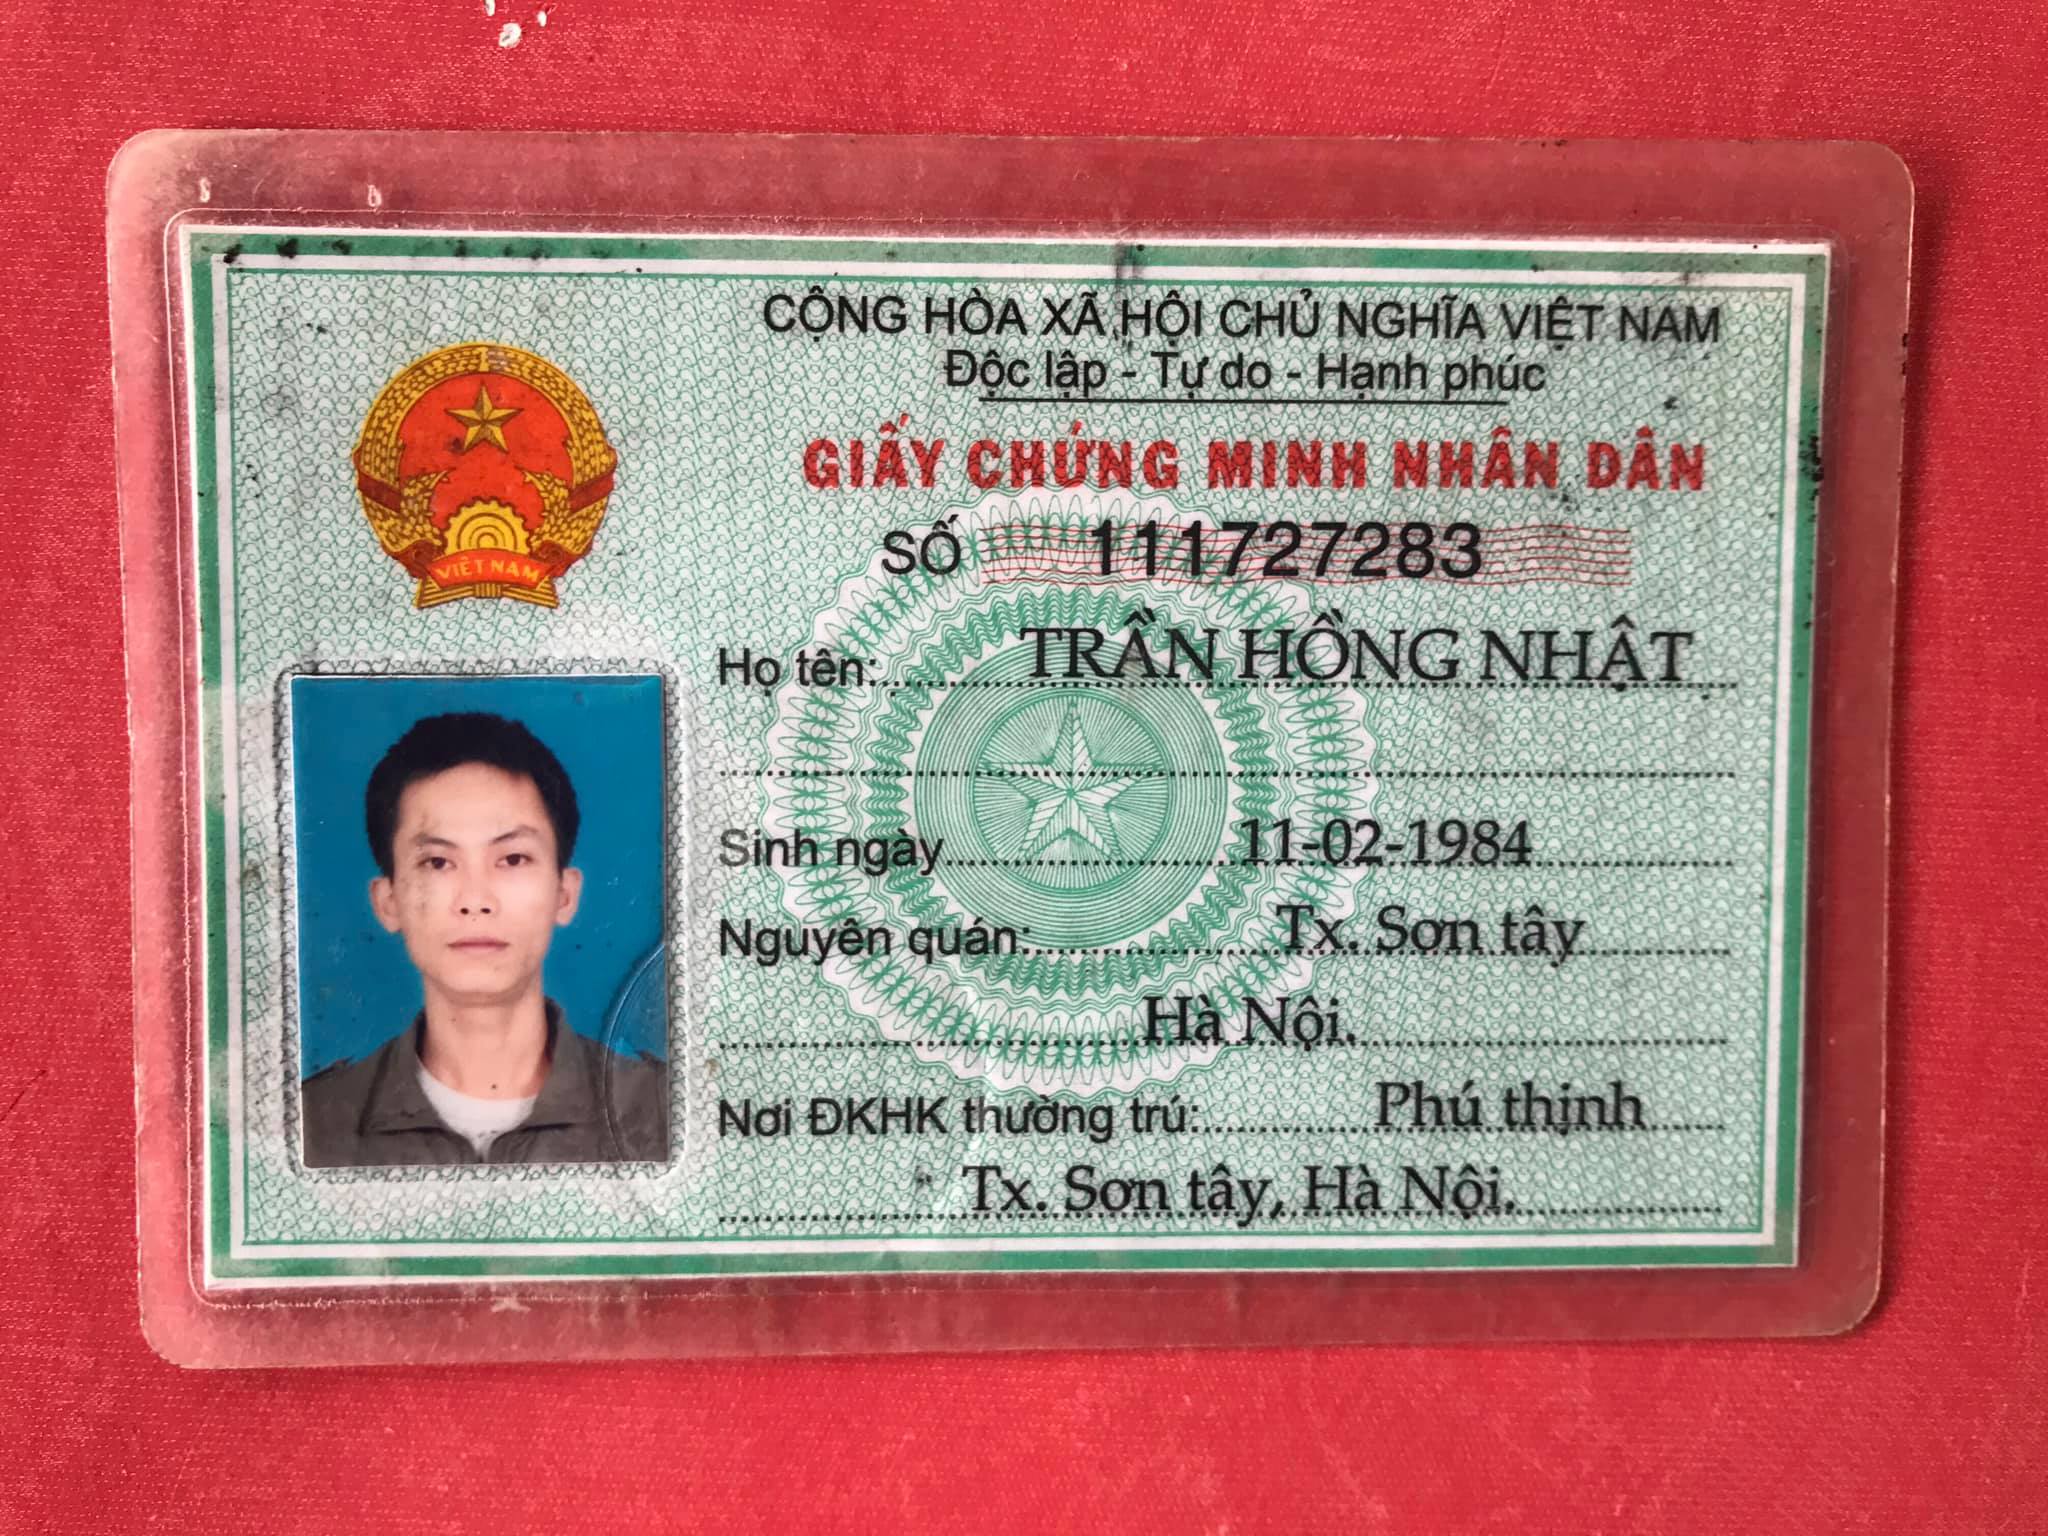 CỘNG HÒA XÃ HỘI CHỦ NGHĨA VIỆT NAM
Độc lập - Tự do - Hạnh phúc
GIẤY CHỨNG MINH NHÂN DÂN
SỐ 111727283
VIỆT NAM
Họ tên: TRẦN HỒNG NHẬT
Sinh ngày 11-02-1984
Nguyên quán: Tx. Sơn tây
Hà Nội.
Nơi ĐKHK thường trú: Phú thịnh
Tx. Sơn tây, Hà Nội.